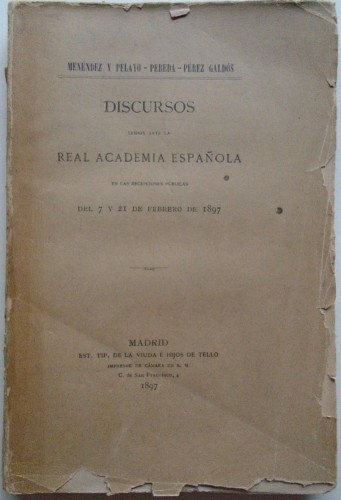 MENÉNDEZ Y PELAYO - PEREDA - PÉREZ GALDÓS
DISCURSOS
LEÍDOS ANTE LA
REAL ACADEMIA ESPAÑOLA
EN LAS RECEPCIONES PÚBLICAS
DEL 7 Y 21 DE FEBRERO DE 1897
MADRID
EST. TIP. DE LA VIUDA É HIJOS DE TELLO
IMPRESOR DE CÁMARA DE S. M.
C. de San Francisco, 4
1897